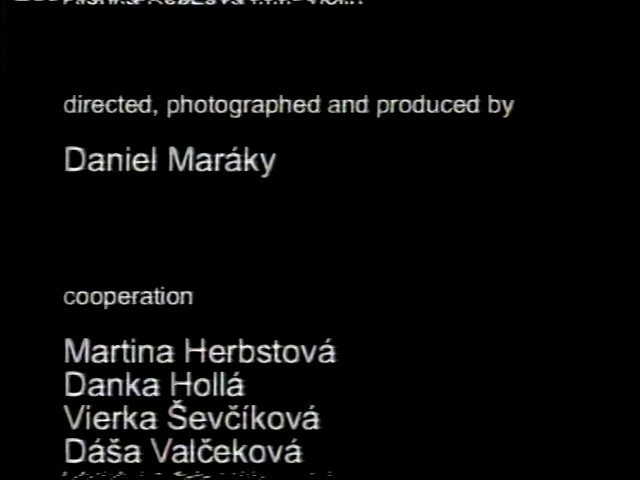 directed, photographed and produced by
Daniel Maráky
cooperation
Martina Herbstová
Danka Hollá
Vierka Ševčíková
Dáša Valčeková